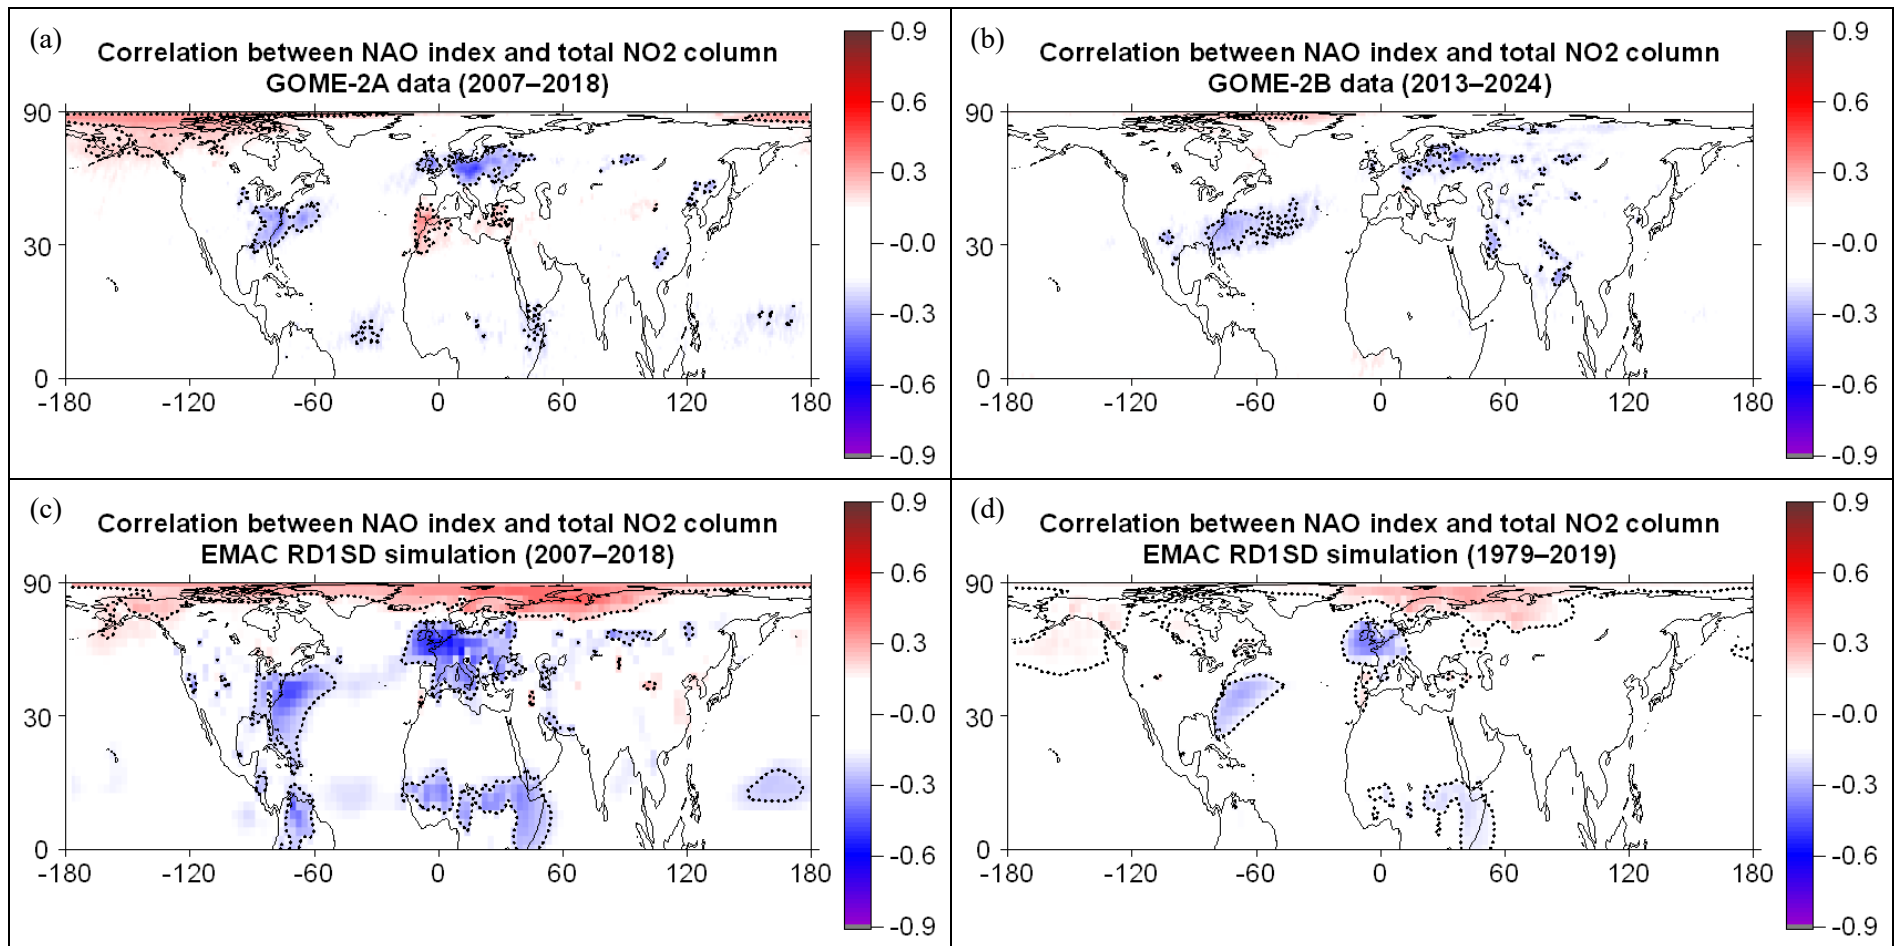 (a)
Correlation between NAO index and total NO2 column
GOME-2A data (2007–2018)
90
30
0
-180 -120 -60 0 60 120 180
0.9
0.6
0.3
-0.0
-0.3
-0.6
-0.9
(b)
Correlation between NAO index and total NO2 column
GOME-2B data (2013–2024)
90
30
0
-180 -120 -60 0 60 120 180
0.9
0.6
0.3
-0.0
-0.3
-0.6
-0.9
(c)
Correlation between NAO index and total NO2 column
EMAC RD1SD simulation (2007–2018)
90
30
0
-180 -120 -60 0 60 120 180
0.9
0.6
0.3
-0.0
-0.3
-0.6
-0.9
(d)
Correlation between NAO index and total NO2 column
EMAC RD1SD simulation (1979–2019)
90
30
0
-180 -120 -60 0 60 120 180
0.9
0.6
0.3
-0.0
-0.3
-0.6
-0.9